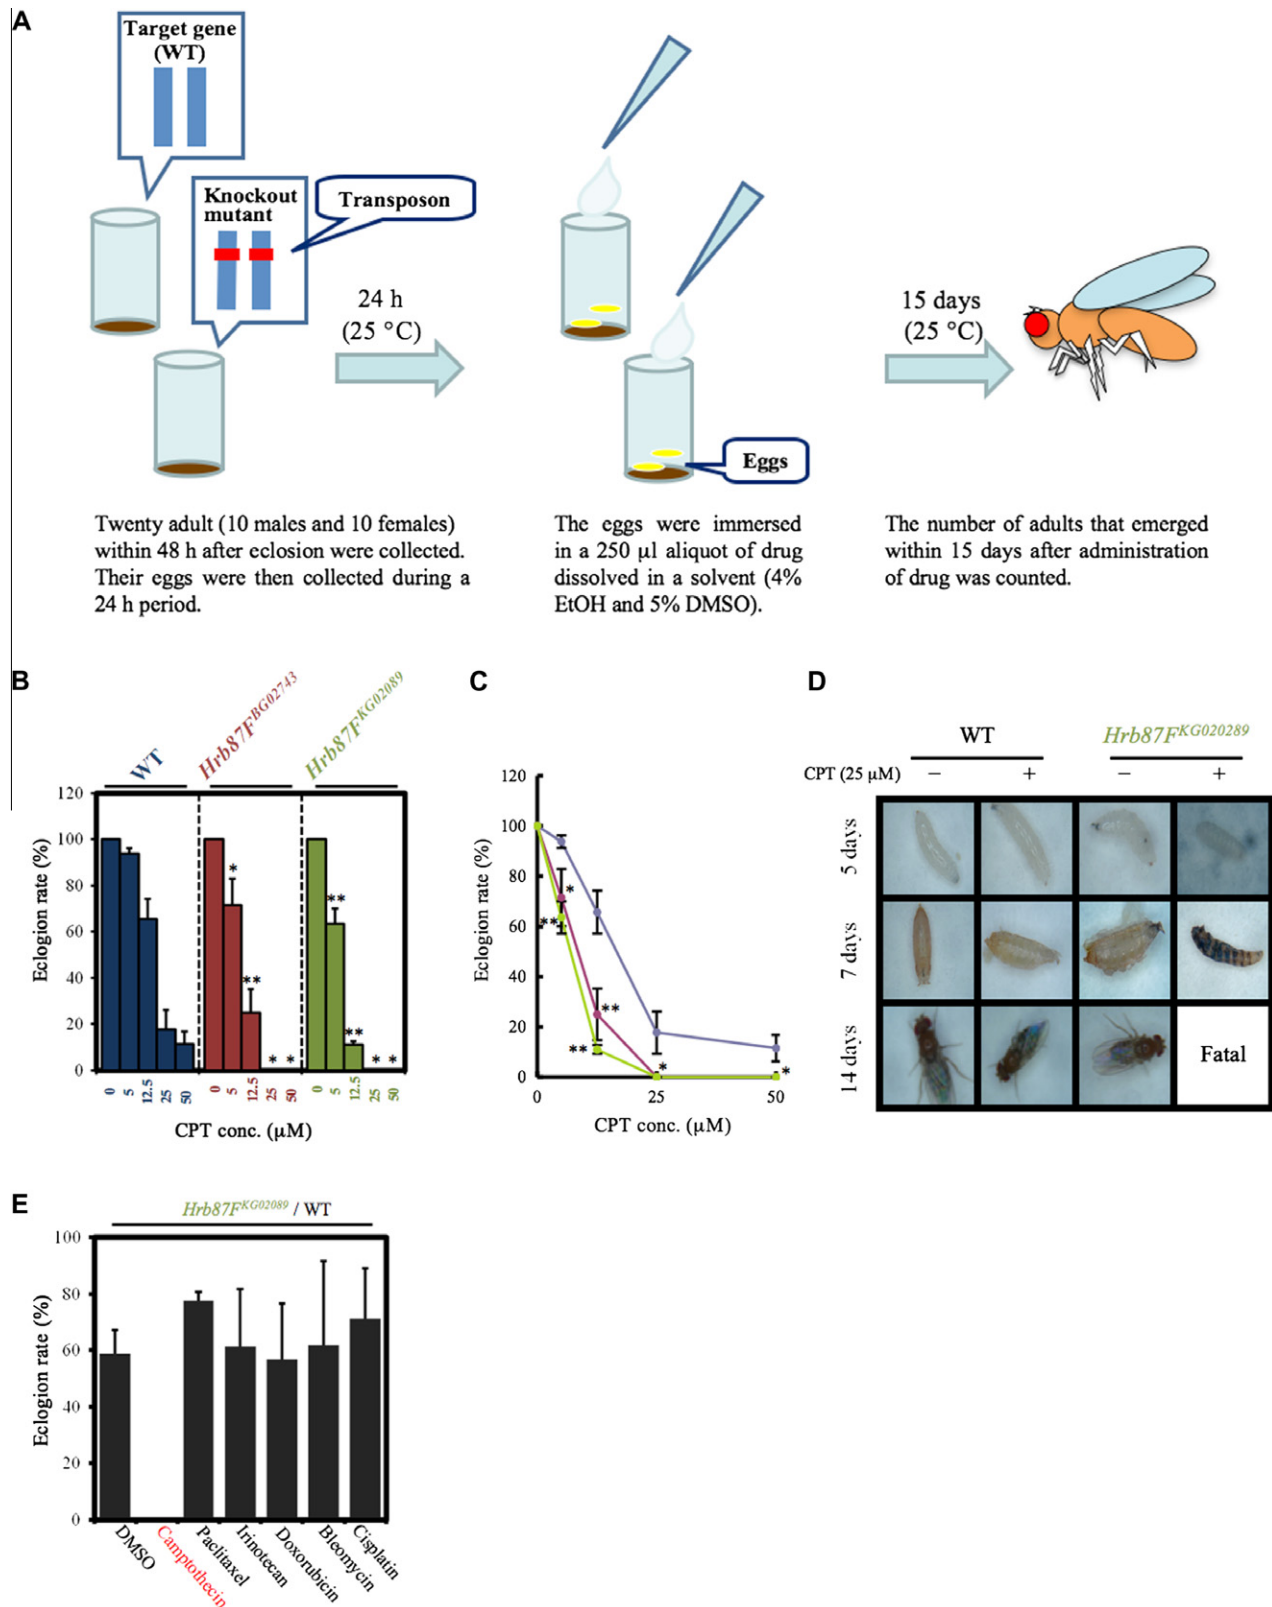 A
Target gene
(WT)
Knockout
mutant
Transposon
24 h
(25 °C)
15 days
(25 °C)
Eggs
Twenty adult (10 males and 10 females)
within 48 h after eclosion were collected.
Their eggs were then collected during a
24 h period.
The eggs were immersed
in a 250 µl aliquot of drug
dissolved in a solvent (4%
EtOH and 5% DMSO).
The number of adults that emerged
within 15 days after administration
of drug was counted.
B
WT
Hrb87F^BG02743
Hrb87F^KG02089
Eclogion rate (%)
120
100
80
60
40
20
0
* ** * *
** ** * *
0 5 12.5 25 50
0 5 12.5 25 50
0 5 12.5 25 50
CPT conc. (µM)
C
Eclogion rate (%)
120
100
80
60
40
20
0
*
**
**
**
*
*
0 25 50
CPT conc. (µM)
D
WT
Hrb87F^KG020289
CPT (25 µM) − + − +
5 days
7 days
14 days
Fatal
E
Hrb87F^KG02089 / WT
Eclogion rate (%)
100
80
60
40
20
0
DMSO
Camptothecin
Paclitaxel
Irinotecan
Doxorubicin
Bleomycin
Cisplatin